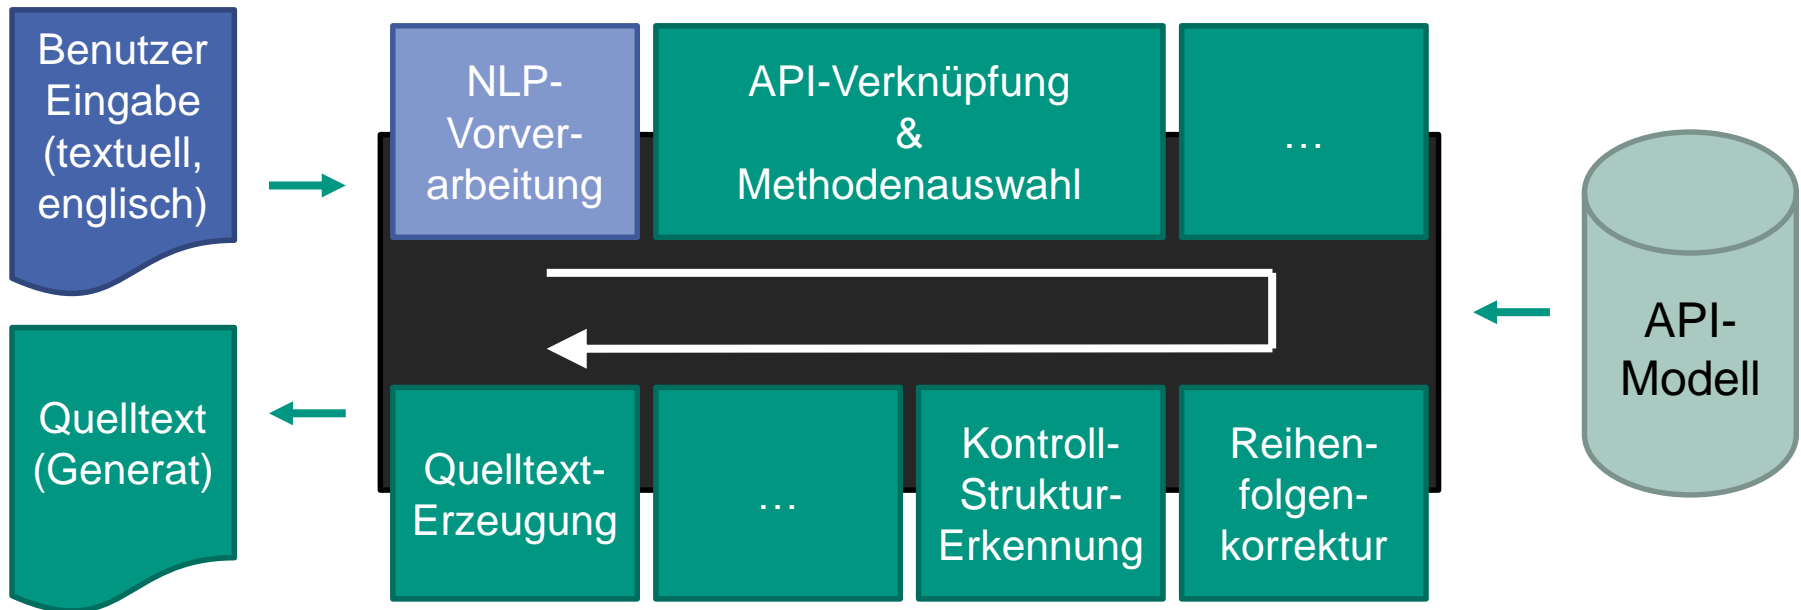 Benutzer
Eingabe
(textuell,
englisch)
NLP-
Vorver-
arbeitung
API-Verknüpfung
&
Methodenauswahl
...
API-
Modell
Quelltext
(Generat)
Quelltext-
Erzeugung
...
Kontroll-
Struktur-
Erkennung
Reihen-
folgen-
korrektur